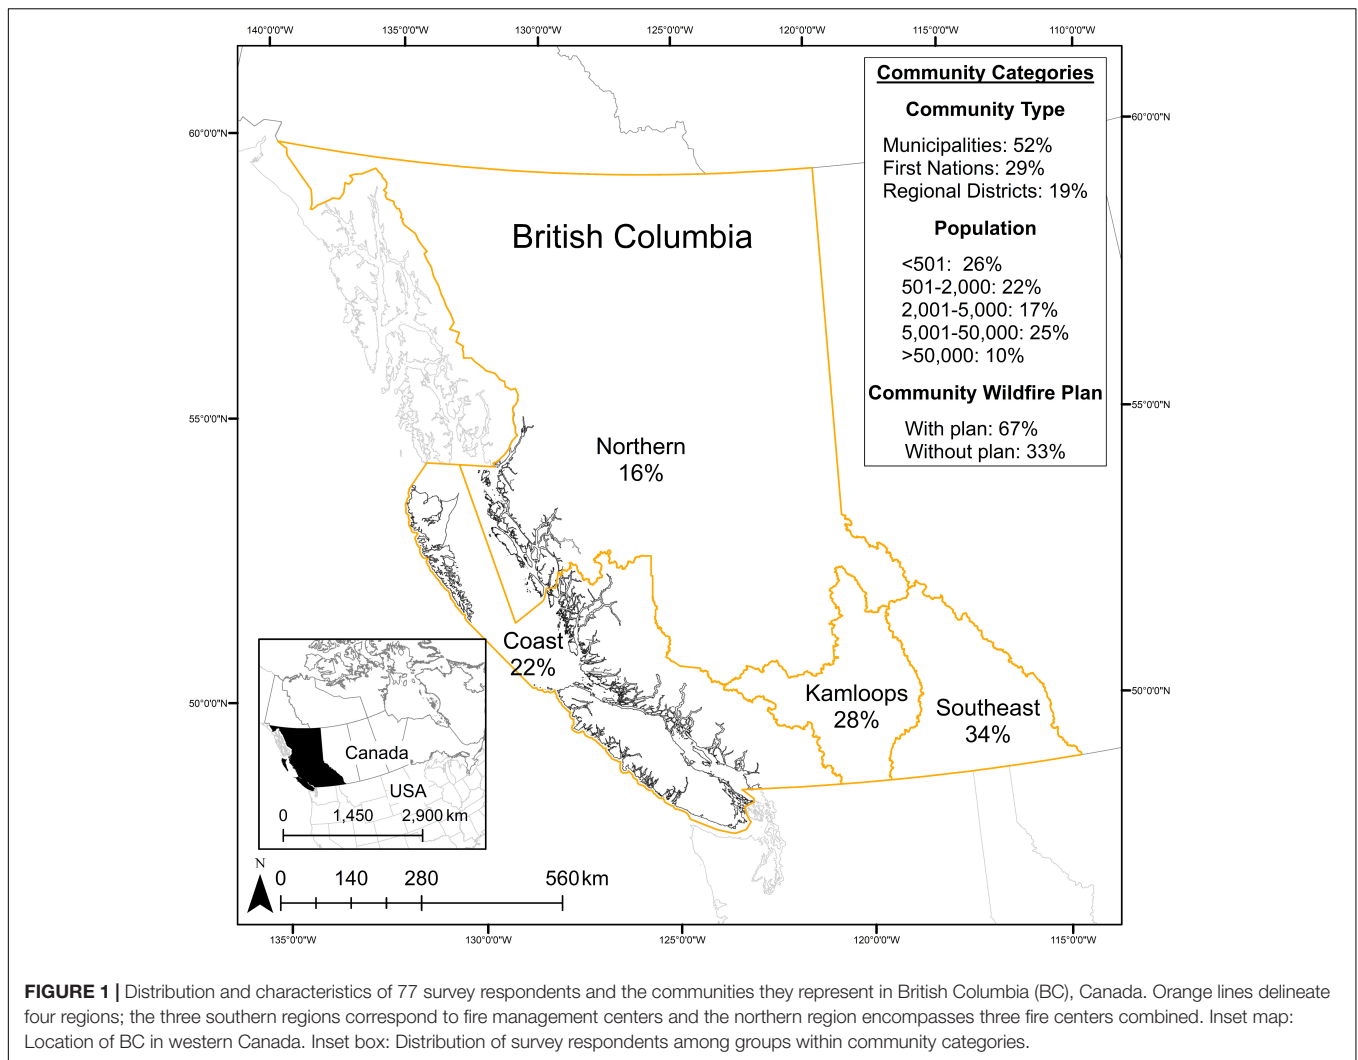 140°0'0"W 135°0'0"W 130°0'0"W 125°0'0"W 120°0'0"W 115°0'0"W 110°0'0"W
Community Categories
Community Type
Municipalities: 52%
First Nations: 29%
Regional Districts: 19%
Population
<501: 26%
501-2,000: 22%
2,001-5,000: 17%
5,001-50,000: 25%
>50,000: 10%
Community Wildfire Plan
With plan: 67%
Without plan: 33%
60°0'0"N
60°0'0"N
British Columbia
55°0'0"N
55°0'0"N
Northern
16%
Coast
22%
Kamloops
28%
Southeast
34%
50°0'0"N
50°0'0"N
Canada
USA
0 1,450 2,900 km
N
0 140 280 560 km
135°0'0"W 130°0'0"W 125°0'0"W 120°0'0"W 115°0'0"W
FIGURE 1 | Distribution and characteristics of 77 survey respondents and the communities they represent in British Columbia (BC), Canada. Orange lines delineate
four regions; the three southern regions correspond to fire management centers and the northern region encompasses three fire centers combined. Inset map:
Location of BC in western Canada. Inset box: Distribution of survey respondents among groups within community categories.